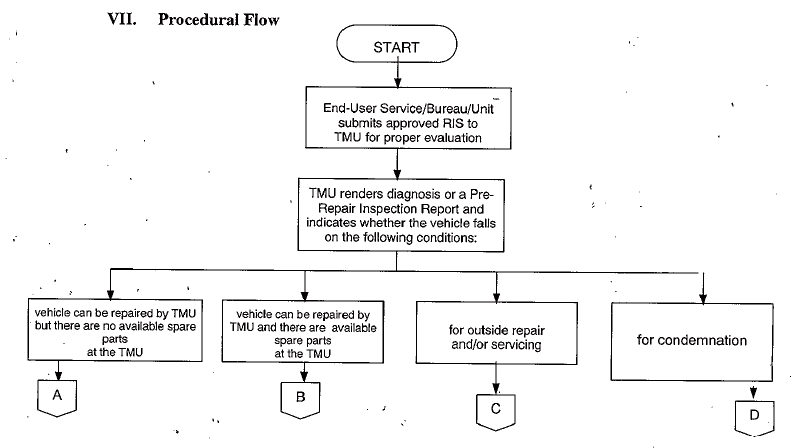 VII. Procedural Flow
START
End-User Service/Bureau/Unit
submits approved RIS to
TMU for proper evaluation
TMU renders diagnosis or a Pre-
Repair Inspection Report and
indicates whether the vehicle falls
on the following conditions:
vehicle can be repaired by TMU
but there are no available spare
parts
at the TMU
vehicle can be repaired by
TMU and there are available
spare parts
at the TMU
for outside repair
and/or servicing
for condemnation
A
B
C
D